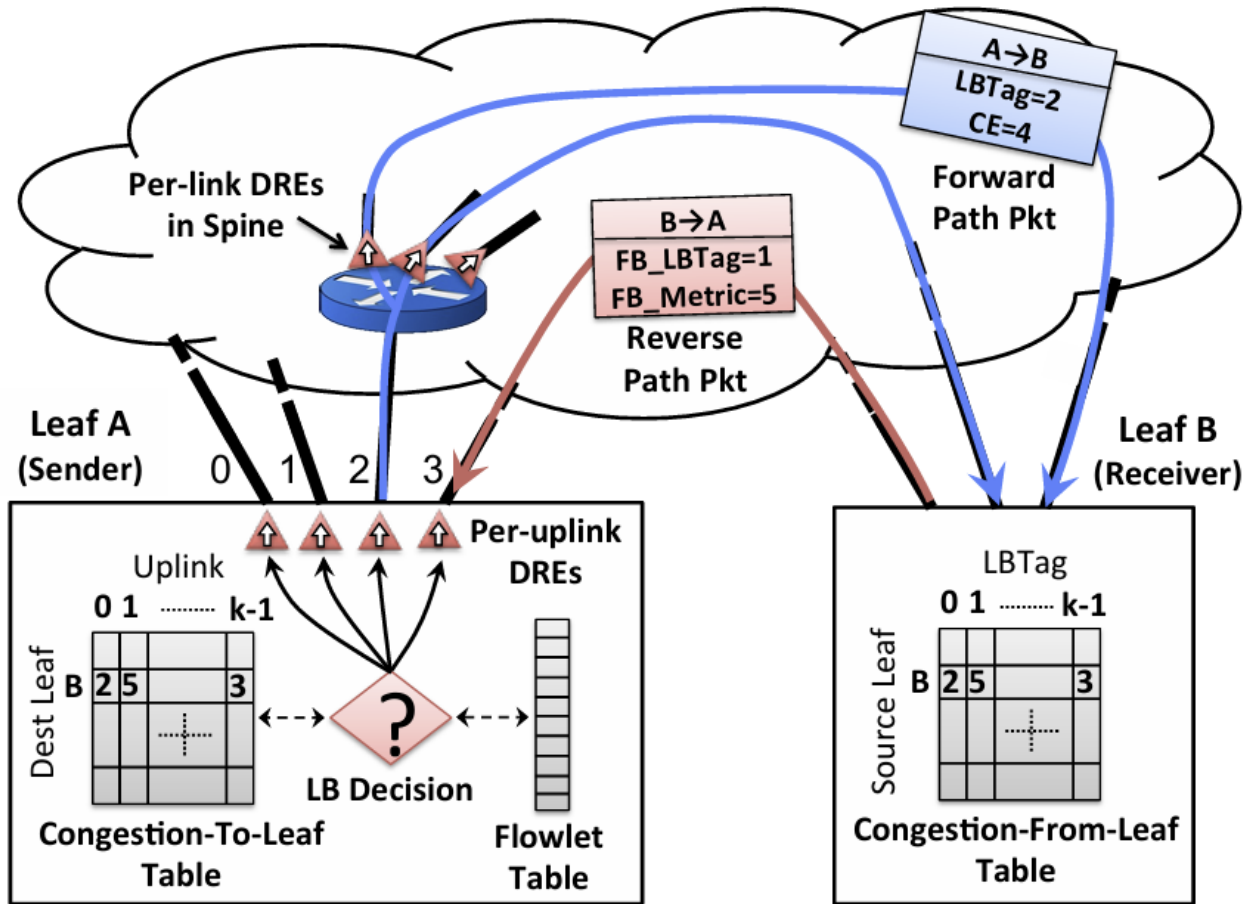 A→B
LBTag=2
CE=4
Forward
Path Pkt
Per-link DREs
in Spine
B→A
FB_LBTag=1
FB_Metric=5
Reverse
Path Pkt
Leaf A
(Sender)
0 1 2 3
Leaf B
(Receiver)
Per-uplink
DREs
Uplink
0 1 ........ k-1
Dest Leaf
B 2 5 3
?
LB Decision
Congestion-To-Leaf
Table
Flowlet
Table
LBTag
0 1 ........ k-1
Source Leaf
B 2 5 3
Congestion-From-Leaf
Table